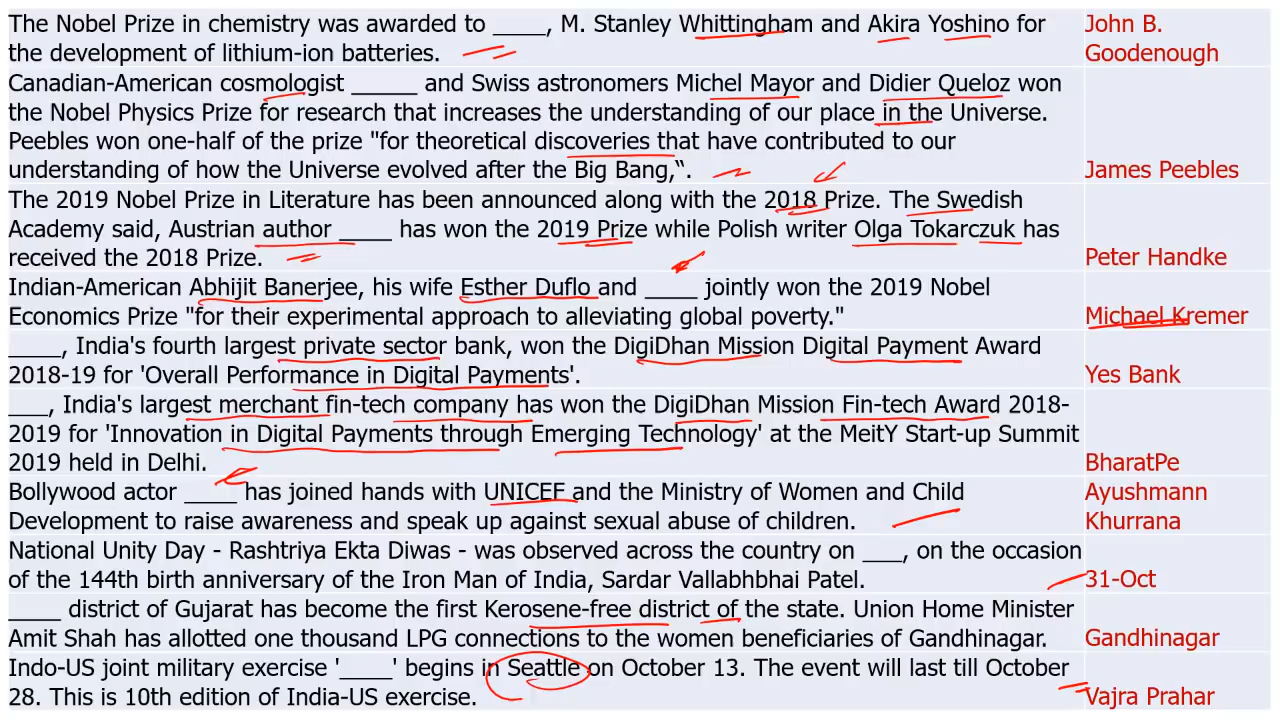 The Nobel Prize in chemistry was awarded to ____, M. Stanley Whittingham and Akira Yoshino for
the development of lithium-ion batteries.
John B.
Goodenough
Canadian-American cosmologist _____ and Swiss astronomers Michel Mayor and Didier Queloz won
the Nobel Physics Prize for research that increases the understanding of our place in the Universe.
Peebles won one-half of the prize "for theoretical discoveries that have contributed to our
understanding of how the Universe evolved after the Big Bang,“.
James Peebles
The 2019 Nobel Prize in Literature has been announced along with the 2018 Prize. The Swedish
Academy said, Austrian author ____ has won the 2019 Prize while Polish writer Olga Tokarczuk has
received the 2018 Prize.
Peter Handke
Indian-American Abhijit Banerjee, his wife Esther Duflo and ____ jointly won the 2019 Nobel
Economics Prize "for their experimental approach to alleviating global poverty."
Michael Kremer
____, India's fourth largest private sector bank, won the DigiDhan Mission Digital Payment Award
2018-19 for 'Overall Performance in Digital Payments'.
Yes Bank
___, India's largest merchant fin-tech company has won the DigiDhan Mission Fin-tech Award 2018-
2019 for 'Innovation in Digital Payments through Emerging Technology' at the MeitY Start-up Summit
2019 held in Delhi.
BharatPe
Bollywood actor ____ has joined hands with UNICEF and the Ministry of Women and Child
Development to raise awareness and speak up against sexual abuse of children.
Ayushmann
Khurrana
National Unity Day - Rashtriya Ekta Diwas - was observed across the country on ___, on the occasion
of the 144th birth anniversary of the Iron Man of India, Sardar Vallabhbhai Patel.
31-Oct
____ district of Gujarat has become the first Kerosene-free district of the state. Union Home Minister
Amit Shah has allotted one thousand LPG connections to the women beneficiaries of Gandhinagar.
Gandhinagar
Indo-US joint military exercise '____' begins in Seattle on October 13. The event will last till October
28. This is 10th edition of India-US exercise.
Vajra Prahar